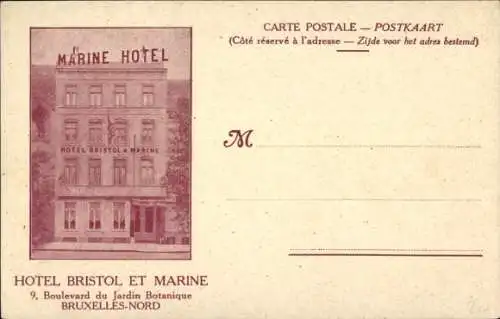 CARTE POSTALE — POSTKAART
(Côté réservé à l'adresse — Zijde voor het adres bestemd)
MARINE HOTEL
HOTEL BRISTOL & MARINE
M
HOTEL BRISTOL ET MARINE
9, Boulevard du Jardin Botanique
BRUXELLES-NORD